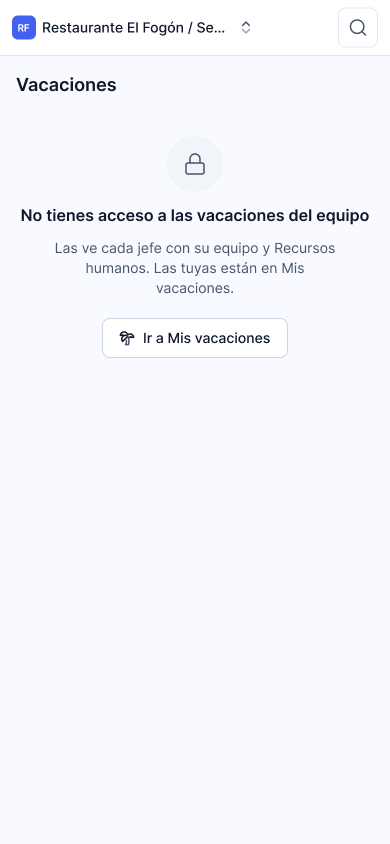 RF Restaurante El Fogón / Se...
Vacaciones
No tienes acceso a las vacaciones del equipo
Las ve cada jefe con su equipo y Recursos
humanos. Las tuyas están en Mis
vacaciones.
Ir a Mis vacaciones